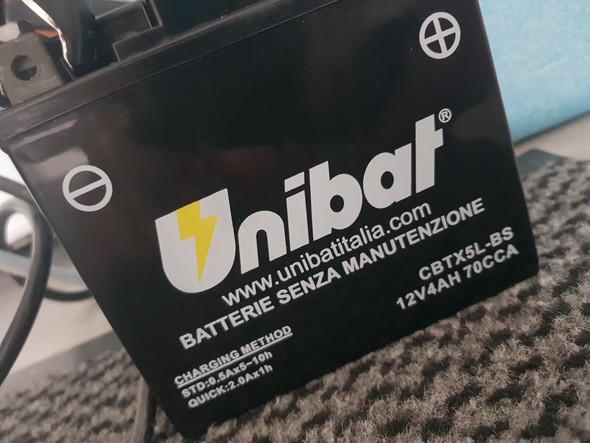 Unibat®
www.unibatitalia.com
BATTERIE SENZA MANUTENZIONE
CBTX5L-BS
12V4AH 70CCA
CHARGING METHOD
STD:0.5Ax5~10h
QUICK:2.0Ax1h